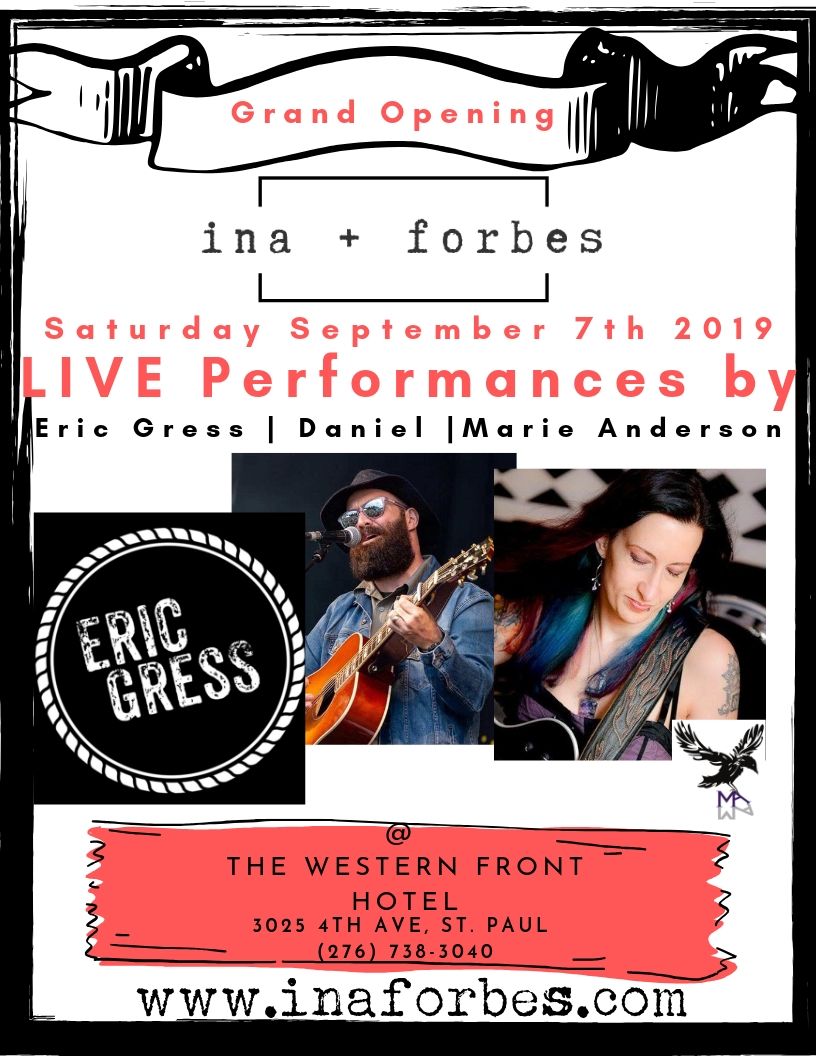 Grand Opening
ina + forbes
Saturday September 7th 2019
LIVE Performances by
Eric Gress | Daniel |Marie Anderson
ERIC
GRESS
MA
@
THE WESTERN FRONT
HOTEL
3025 4TH AVE, ST. PAUL
(276) 738-3040
www.inaforbes.com